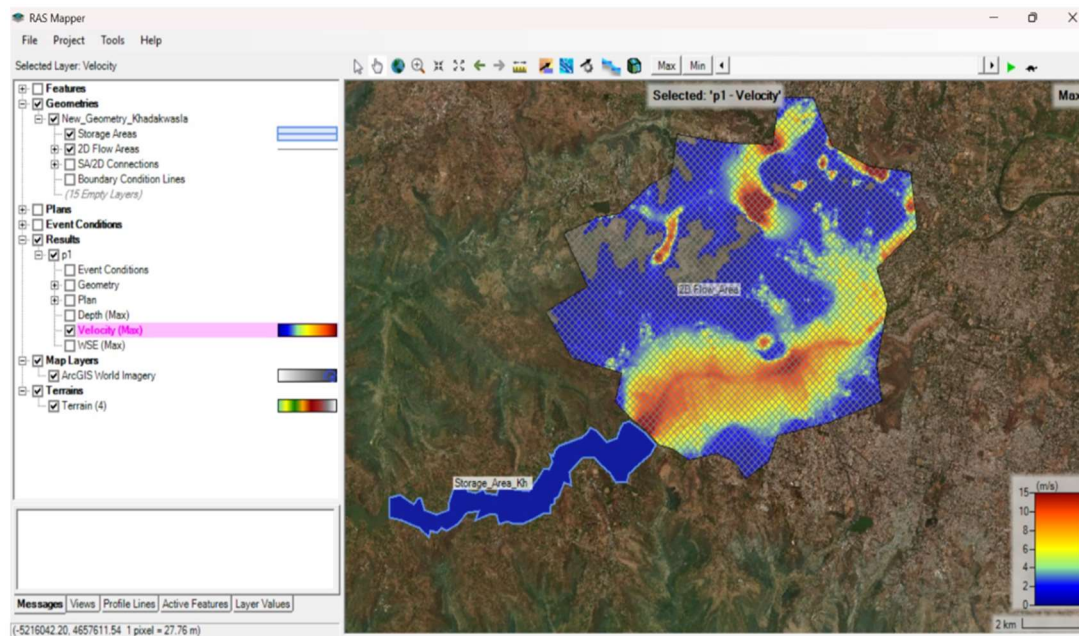 RAS Mapper
File Project Tools Help
Selected Layer: Velocity
Max Min
Features
Geometries
New_Geometry_Khadakwasla
Storage Areas
2D Flow Areas
SA/2D Connections
Boundary Condition Lines
(15 Empty Layers)
Plans
Event Conditions
Results
p1
Event Conditions
Geometry
Plan
Depth (Max)
Velocity (Max)
WSE (Max)
Map Layers
ArcGIS World Imagery
Terrains
Terrain (4)
Selected: 'p1 - Velocity'
Max
2D Flow_Area
Storage_Area_Kh
(m/s)
15
10
8
6
4
2
0
2 km
Messages Views Profile Lines Active Features Layer Values
(-5216042.20, 4657611.54 1 pixel = 27.76 m)